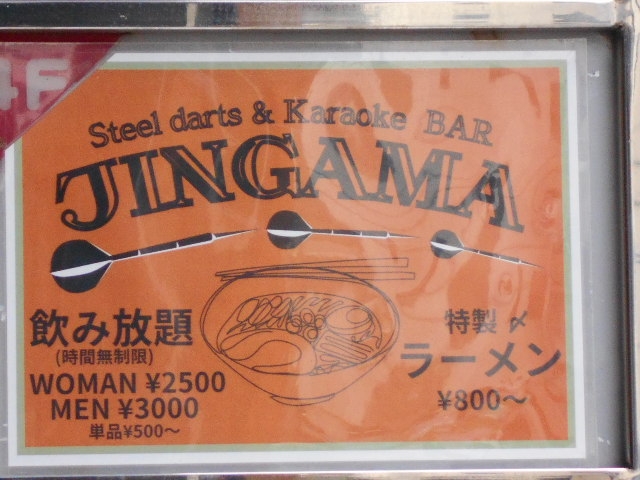 4F
Steel darts & Karaoke BAR
JINGAMA
飲み放題
(時間無制限)
WOMAN ¥2500
MEN ¥3000
単品¥500〜
特製〆
ラーメン
¥800〜